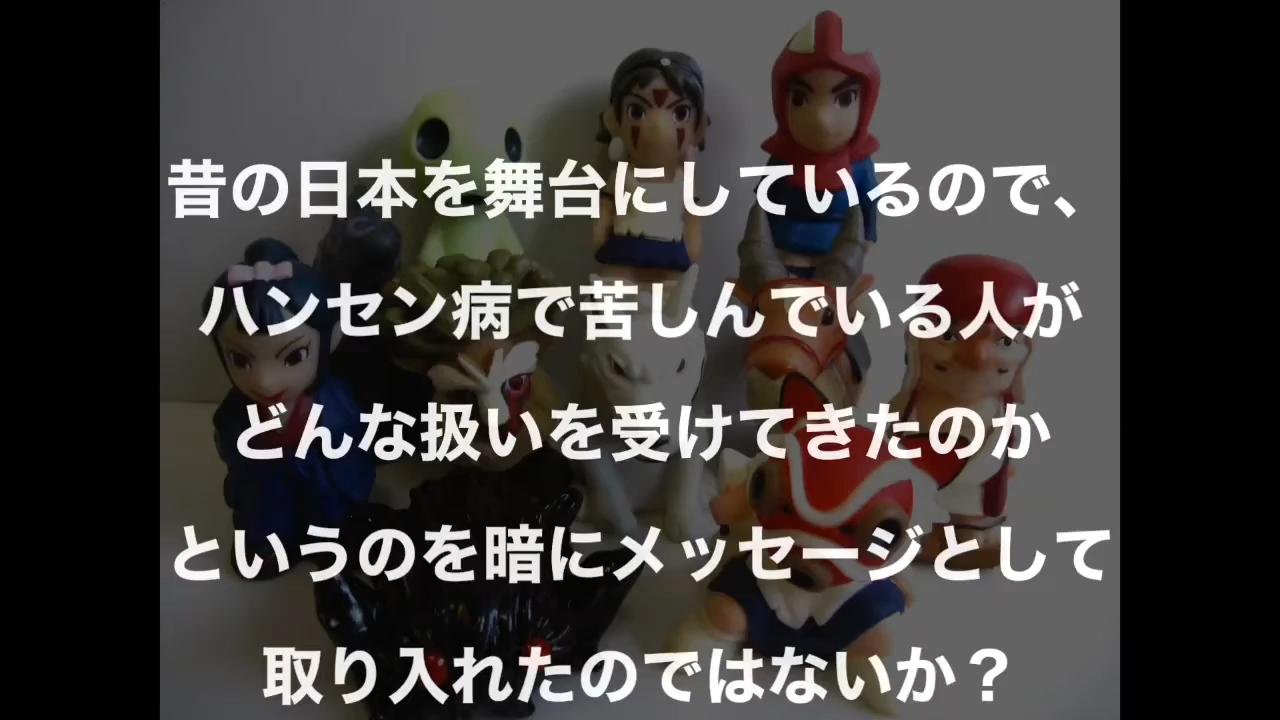 昔の日本を舞台にしているので、
ハンセン病で苦しんでいる人が
どんな扱いを受けてきたのか
というのを暗にメッセージとして
取り入れたのではないか？